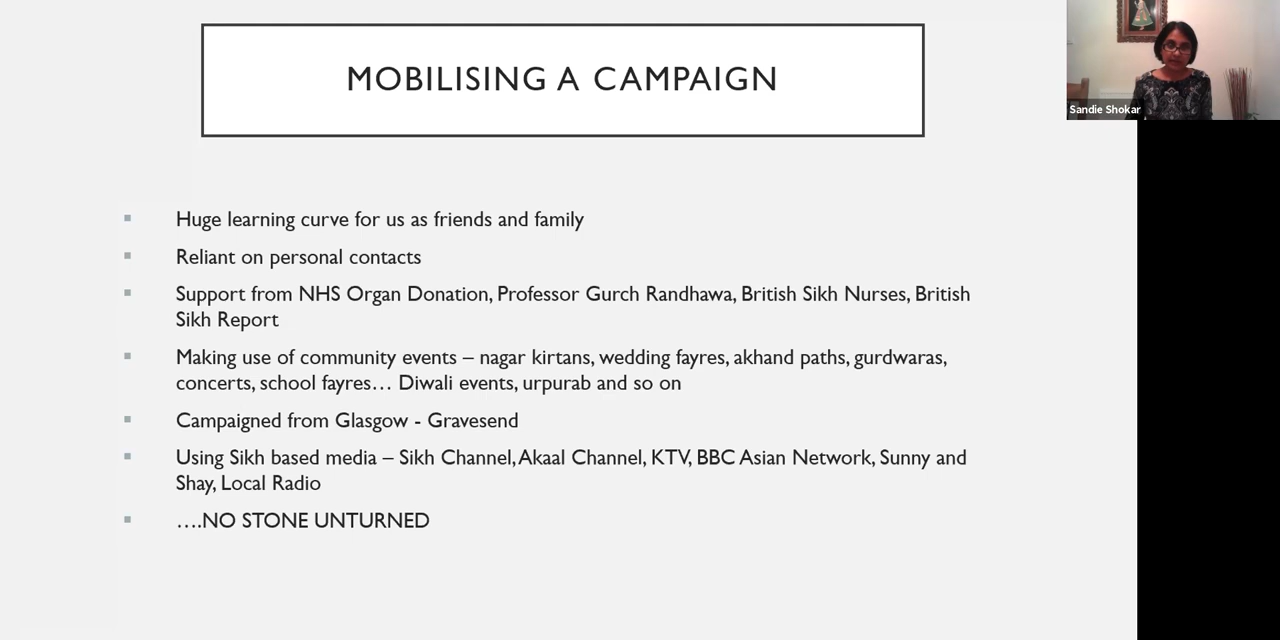 MOBILISING A CAMPAIGN
Sandie Shokar
▪ Huge learning curve for us as friends and family
▪ Reliant on personal contacts
▪ Support from NHS Organ Donation, Professor Gurch Randhawa, British Sikh Nurses, British
Sikh Report
▪ Making use of community events – nagar kirtans, wedding fayres, akhand paths, gurdwaras,
concerts, school fayres… Diwali events, urpurab and so on
▪ Campaigned from Glasgow - Gravesend
▪ Using Sikh based media – Sikh Channel, Akaal Channel, KTV, BBC Asian Network, Sunny and
Shay, Local Radio
▪ ….NO STONE UNTURNED